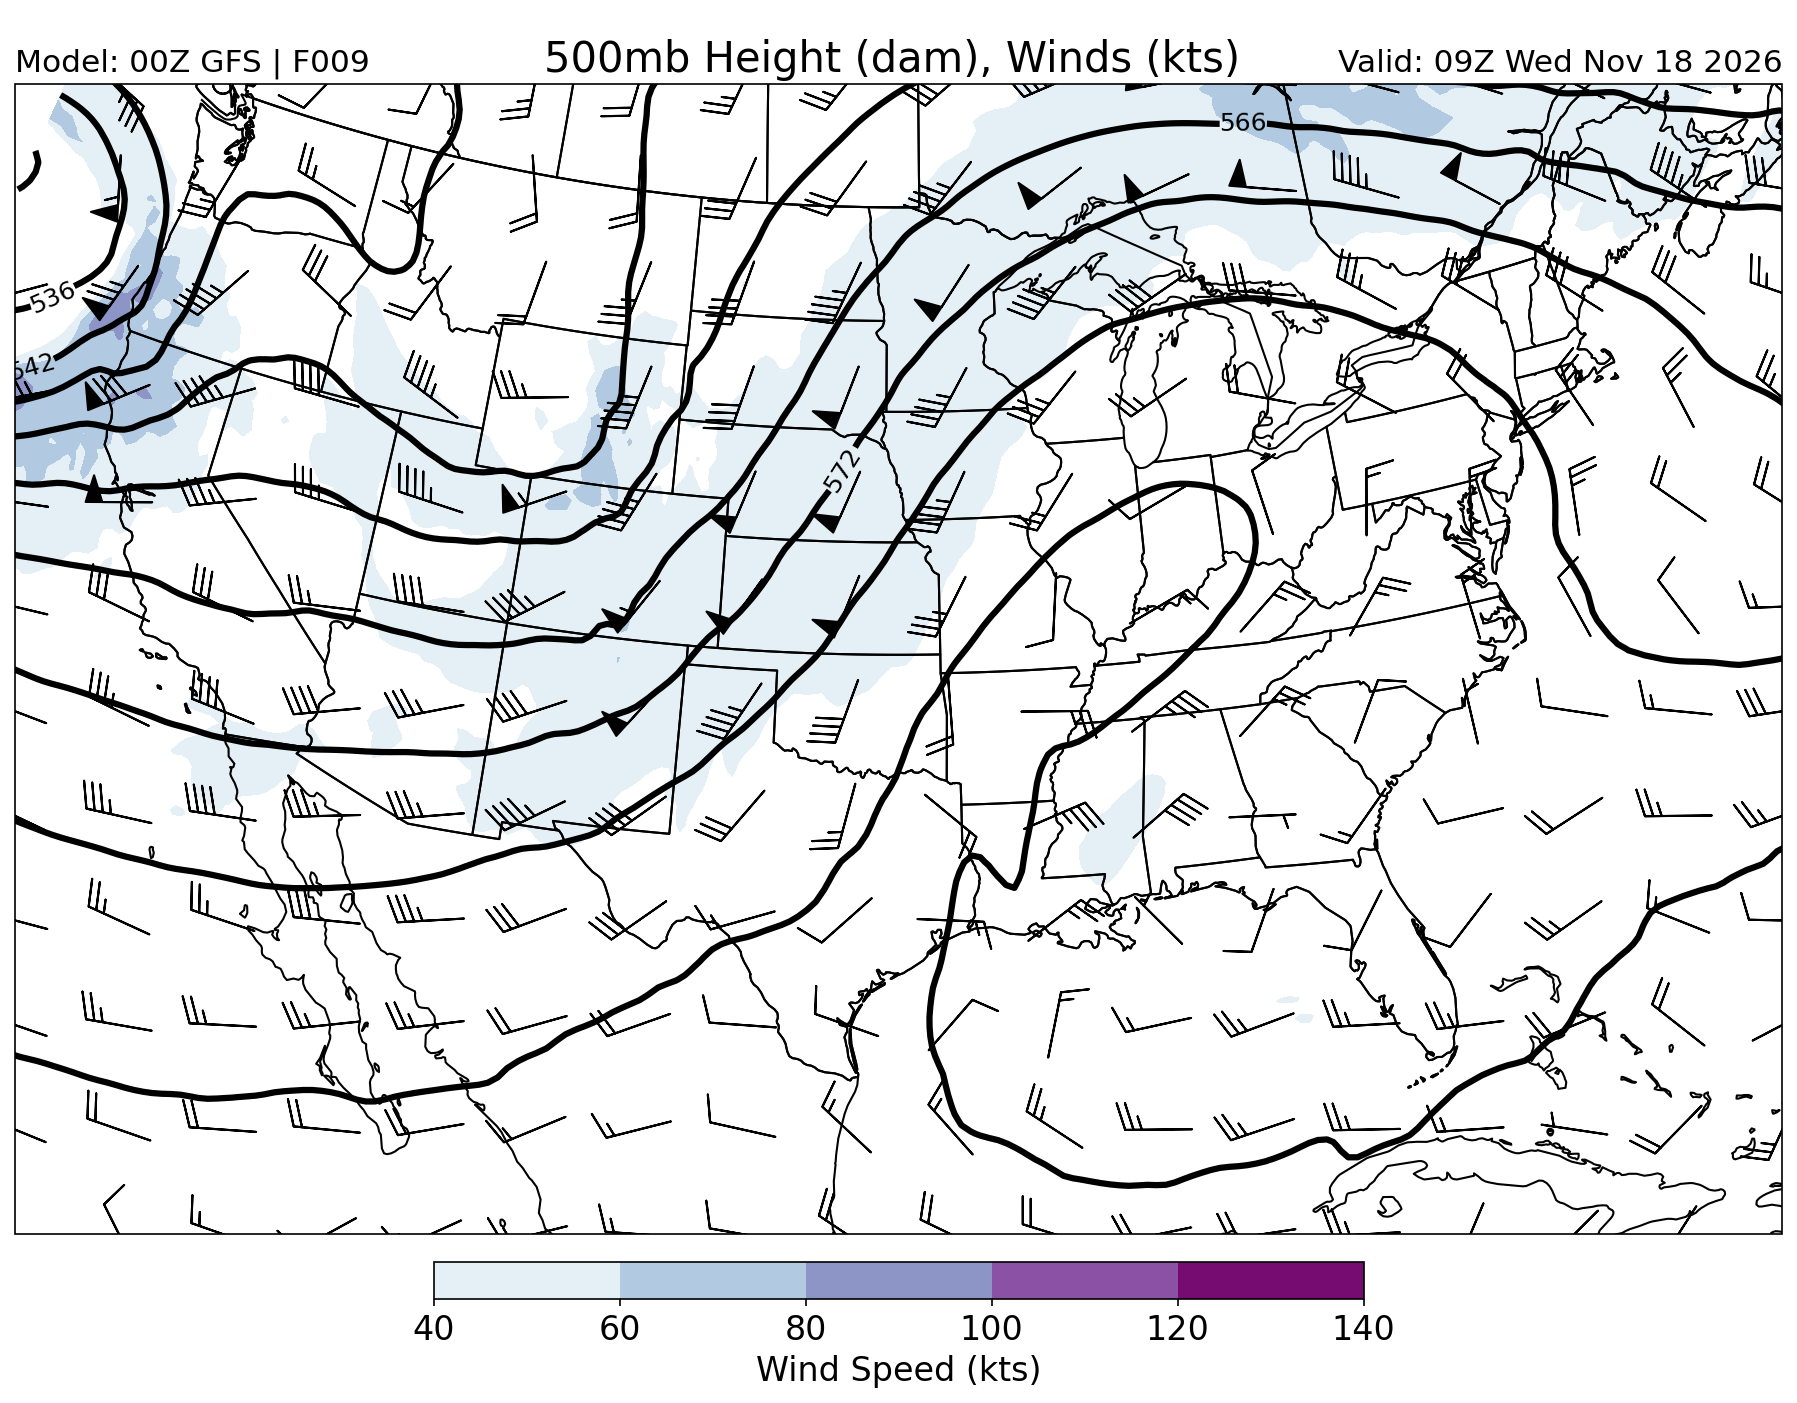 Model: 00Z GFS | F009
500mb Height (dam), Winds (kts)
Valid: 09Z Wed Nov 18 2026
566
536
542
572
40
60
80
100
120
140
Wind Speed (kts)